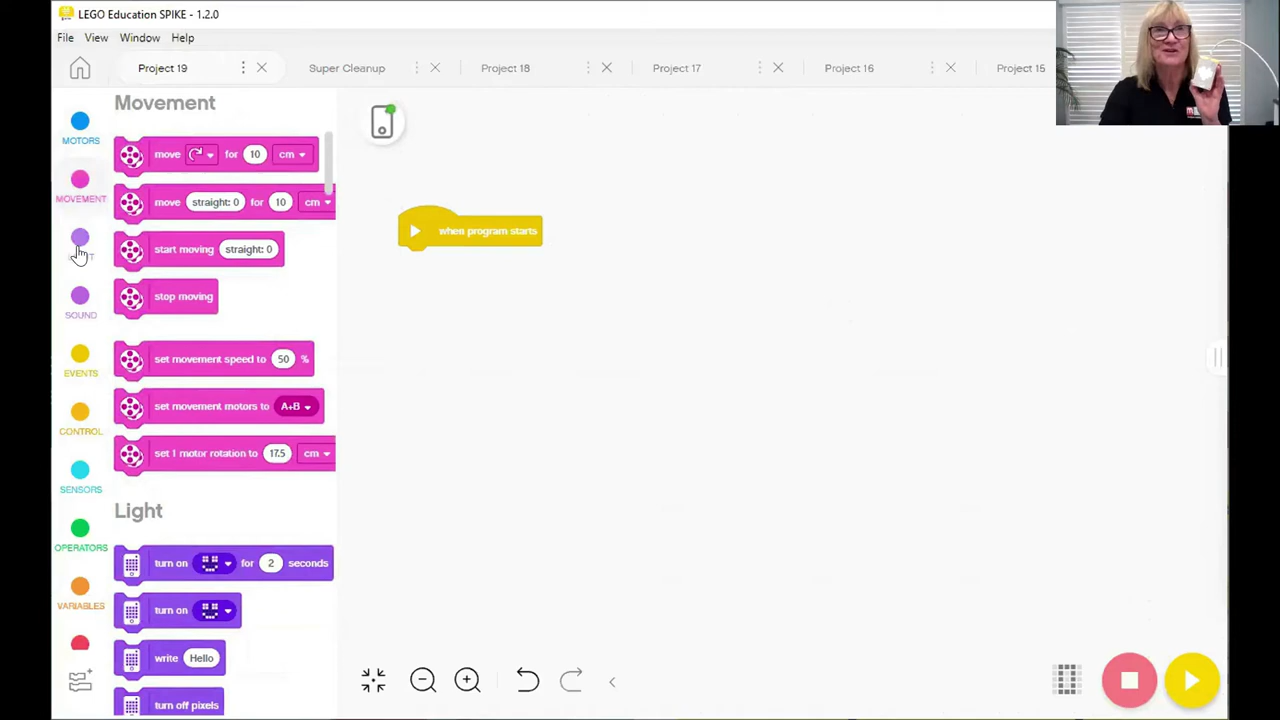 LEGO Education SPIKE - 1.2.0
File View Window Help
Project 19 Super Cleanup Project 18 Project 17 Project 16 Project 15
MOTORS
MOVEMENT
SOUND
EVENTS
CONTROL
SENSORS
OPERATORS
VARIABLES
Movement
move for 10 cm
move straight: 0 for 10 cm
start moving straight: 0
stop moving
set movement speed to 50 %
set movement motors to A+B
set 1 motor rotation to 17.5 cm
Light
turn on for 2 seconds
turn on
write Hello
turn off pixels
when program starts